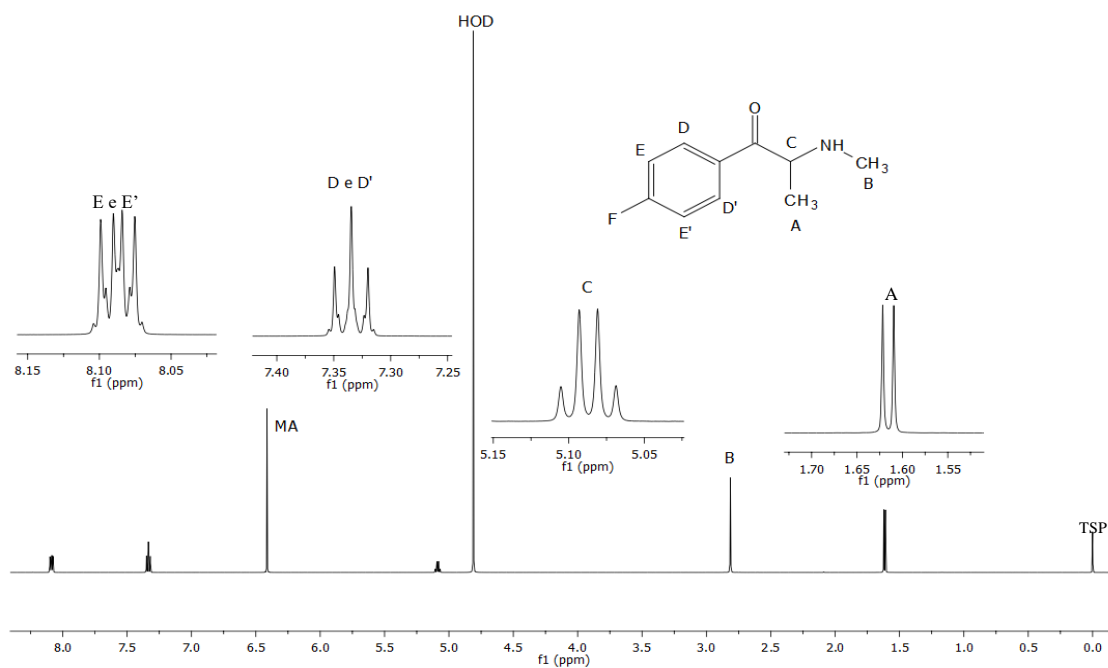 HOD
E e E’
8.15 8.10 8.05
f1 (ppm)
D e D'
7.40 7.35 7.30 7.25
f1 (ppm)
O
D
E
C
NH
CH3
B
D'
CH3
F
E'
A
C
5.15 5.10 5.05
f1 (ppm)
A
1.70 1.65 1.60 1.55
f1 (ppm)
MA
B
TSP
8.0 7.5 7.0 6.5 6.0 5.5 5.0 4.5 4.0 3.5 3.0 2.5 2.0 1.5 1.0 0.5 0.0
f1 (ppm)